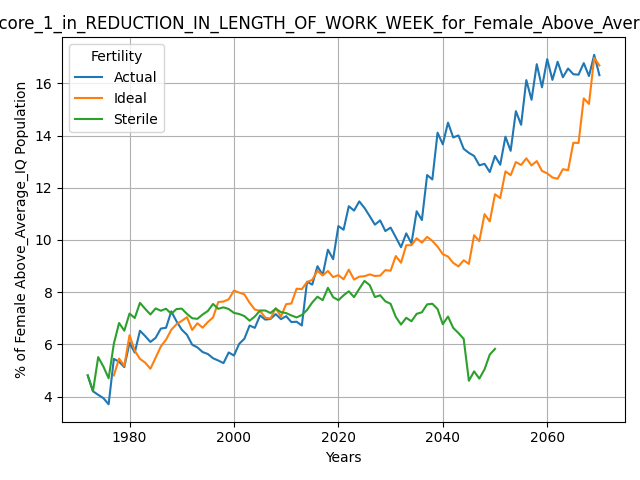 core_1_in_REDUCTION_IN_LENGTH_OF_WORK_WEEK_for_Female_Above_Aver
Fertility
Actual
Ideal
Sterile
% of Female Above_Average_IQ Population
16
14
12
10
8
6
4
1980 2000 2020 2040 2060
Years